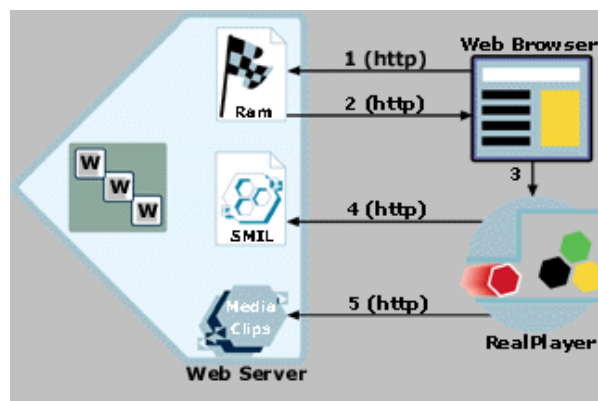 1 (http)
Web Browser
Ram
2 (http)
3
W
W
W
4 (http)
SMIL
Media
Clips
5 (http)
RealPlayer
Web Server